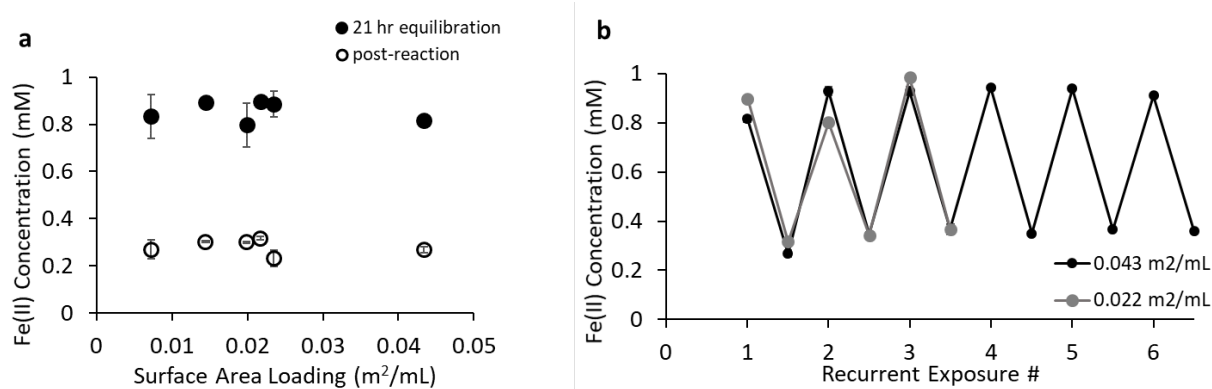 a
21 hr equilibration
post-reaction
Fe(II) Concentration (mM)
1
0.8
0.6
0.4
0.2
0
0 0.01 0.02 0.03 0.04 0.05
Surface Area Loading (m²/mL)
b
Fe(II) Concentration (mM)
1
0.8
0.6
0.4
0.2
0
0.043 m2/mL
0.022 m2/mL
1 2 3 4 5 6
Recurrent Exposure #